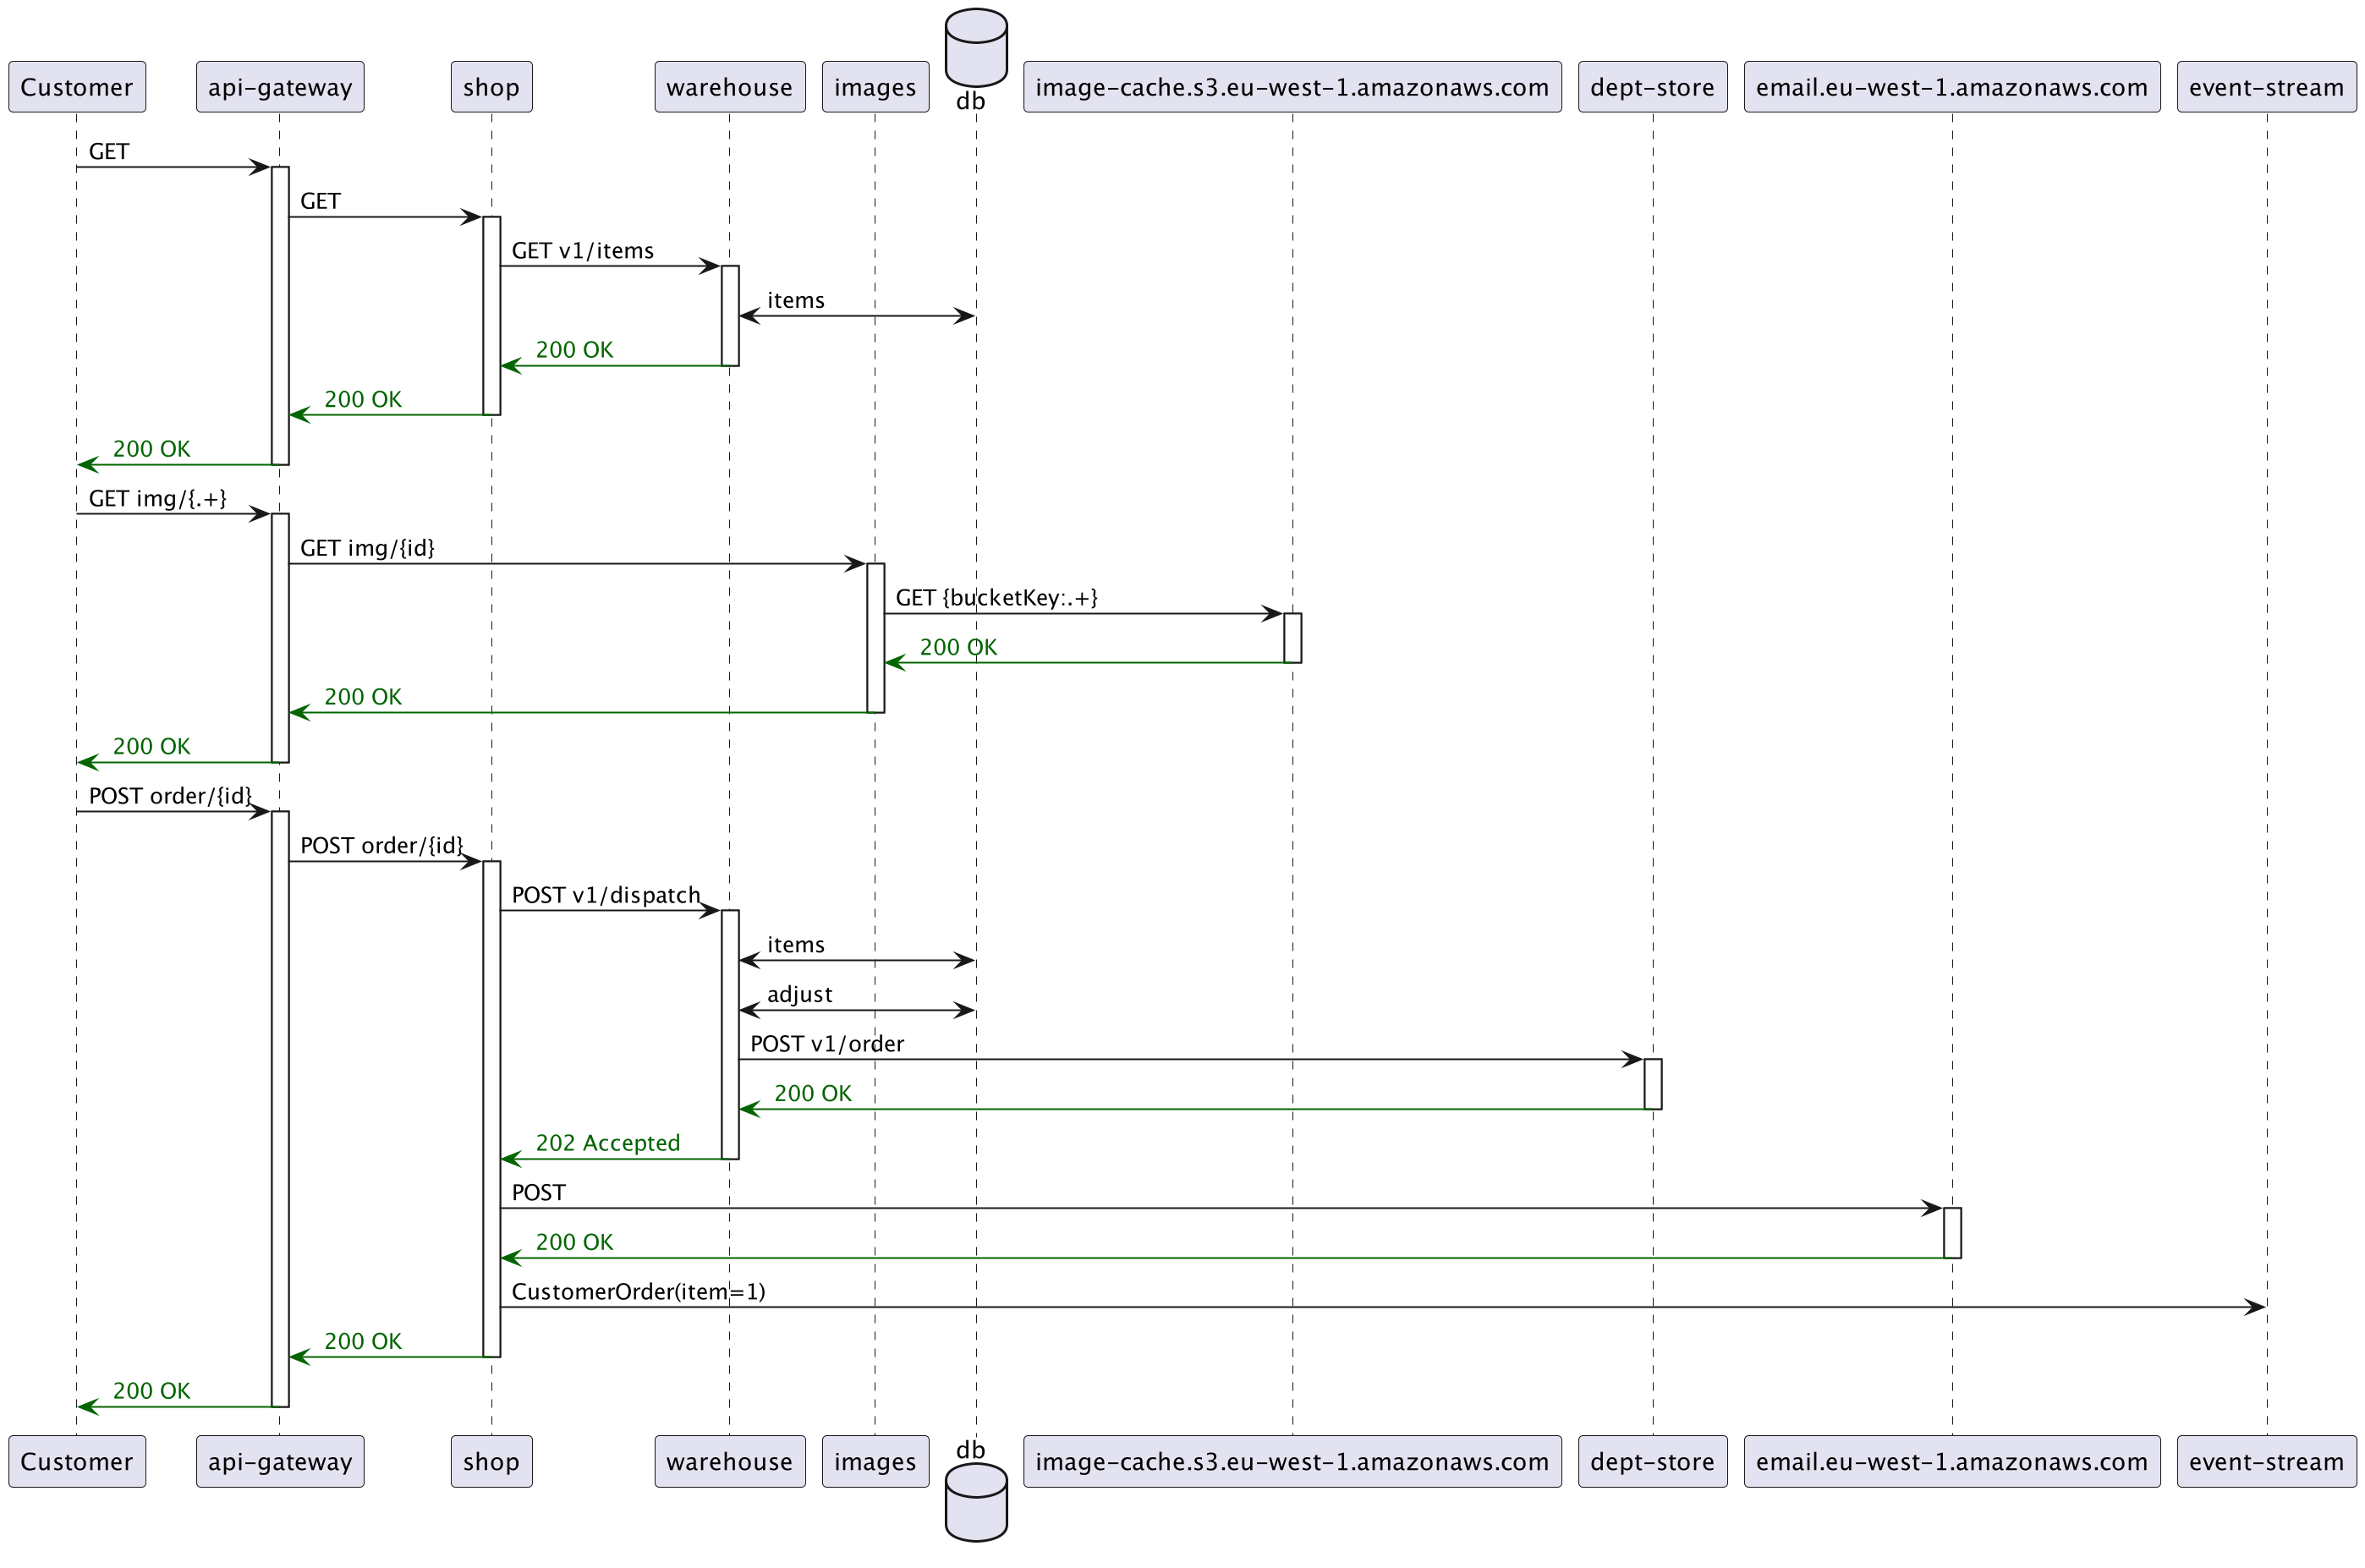 Customer
api-gateway
shop
warehouse
images
db
image-cache.s3.eu-west-1.amazonaws.com
dept-store
email.eu-west-1.amazonaws.com
event-stream
GET
GET
GET v1/items
items
200 OK
200 OK
200 OK
GET img/{.+}
GET img/{id}
GET {bucketKey:.+}
200 OK
200 OK
200 OK
POST order/{id}
POST order/{id}
POST v1/dispatch
items
adjust
POST v1/order
200 OK
202 Accepted
POST
200 OK
CustomerOrder(item=1)
200 OK
200 OK
Customer
api-gateway
shop
warehouse
images
db
image-cache.s3.eu-west-1.amazonaws.com
dept-store
email.eu-west-1.amazonaws.com
event-stream